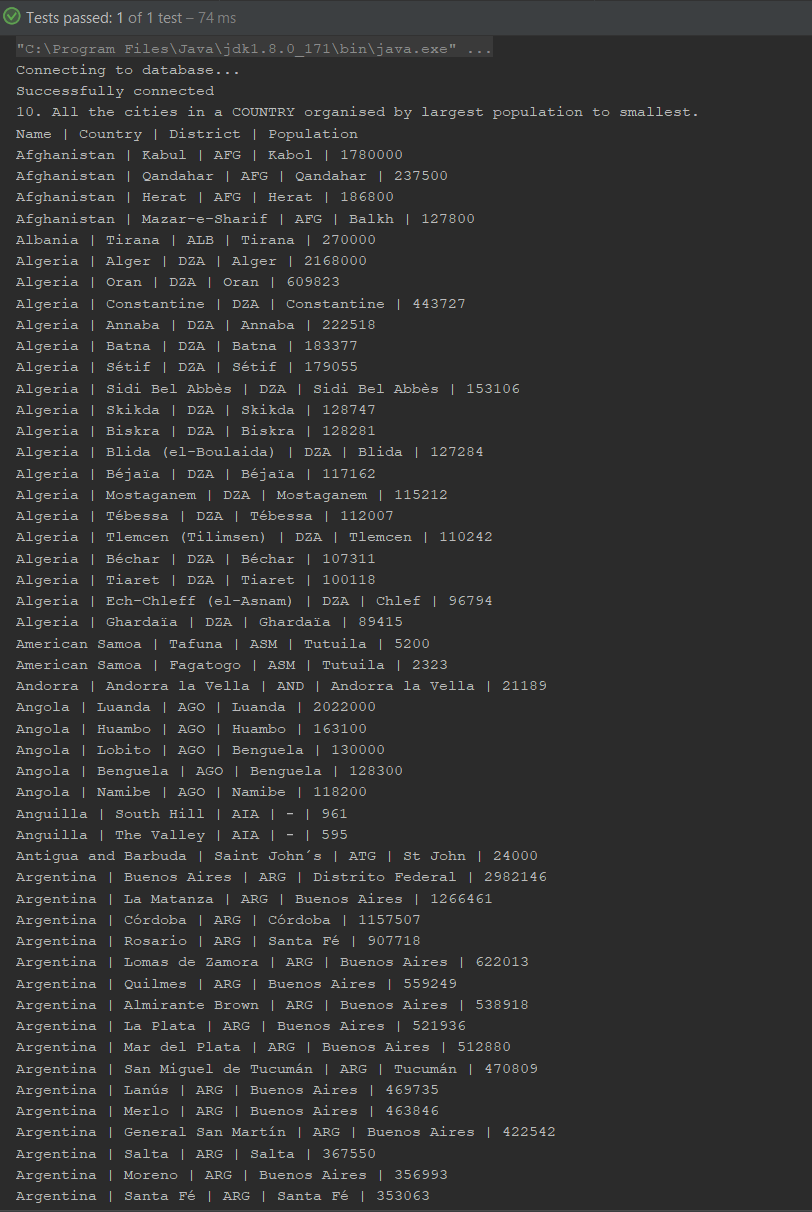 Tests passed: 1 of 1 test – 74 ms
"C:\Program Files\Java\jdk1.8.0_171\bin\java.exe" ...
Connecting to database...
Successfully connected
10. All the cities in a COUNTRY organised by largest population to smallest.
Name | Country | District | Population
Afghanistan | Kabul | AFG | Kabol | 1780000
Afghanistan | Qandahar | AFG | Qandahar | 237500
Afghanistan | Herat | AFG | Herat | 186800
Afghanistan | Mazar-e-Sharif | AFG | Balkh | 127800
Albania | Tirana | ALB | Tirana | 270000
Algeria | Alger | DZA | Alger | 2168000
Algeria | Oran | DZA | Oran | 609823
Algeria | Constantine | DZA | Constantine | 443727
Algeria | Annaba | DZA | Annaba | 222518
Algeria | Batna | DZA | Batna | 183377
Algeria | Sétif | DZA | Sétif | 179055
Algeria | Sidi Bel Abbès | DZA | Sidi Bel Abbès | 153106
Algeria | Skikda | DZA | Skikda | 128747
Algeria | Biskra | DZA | Biskra | 128281
Algeria | Blida (el-Boulaida) | DZA | Blida | 127284
Algeria | Béjaïa | DZA | Béjaïa | 117162
Algeria | Mostaganem | DZA | Mostaganem | 115212
Algeria | Tébessa | DZA | Tébessa | 112007
Algeria | Tlemcen (Tilimsen) | DZA | Tlemcen | 110242
Algeria | Béchar | DZA | Béchar | 107311
Algeria | Tiaret | DZA | Tiaret | 100118
Algeria | Ech-Chleff (el-Asnam) | DZA | Chlef | 96794
Algeria | Ghardaïa | DZA | Ghardaïa | 89415
American Samoa | Tafuna | ASM | Tutuila | 5200
American Samoa | Fagatogo | ASM | Tutuila | 2323
Andorra | Andorra la Vella | AND | Andorra la Vella | 21189
Angola | Luanda | AGO | Luanda | 2022000
Angola | Huambo | AGO | Huambo | 163100
Angola | Lobito | AGO | Benguela | 130000
Angola | Benguela | AGO | Benguela | 128300
Angola | Namibe | AGO | Namibe | 118200
Anguilla | South Hill | AIA | – | 961
Anguilla | The Valley | AIA | – | 595
Antigua and Barbuda | Saint John´s | ATG | St John | 24000
Argentina | Buenos Aires | ARG | Distrito Federal | 2982146
Argentina | La Matanza | ARG | Buenos Aires | 1266461
Argentina | Córdoba | ARG | Córdoba | 1157507
Argentina | Rosario | ARG | Santa Fé | 907718
Argentina | Lomas de Zamora | ARG | Buenos Aires | 622013
Argentina | Quilmes | ARG | Buenos Aires | 559249
Argentina | Almirante Brown | ARG | Buenos Aires | 538918
Argentina | La Plata | ARG | Buenos Aires | 521936
Argentina | Mar del Plata | ARG | Buenos Aires | 512880
Argentina | San Miguel de Tucumán | ARG | Tucumán | 470809
Argentina | Lanús | ARG | Buenos Aires | 469735
Argentina | Merlo | ARG | Buenos Aires | 463846
Argentina | General San Martín | ARG | Buenos Aires | 422542
Argentina | Salta | ARG | Salta | 367550
Argentina | Moreno | ARG | Buenos Aires | 356993
Argentina | Santa Fé | ARG | Santa Fé | 353063